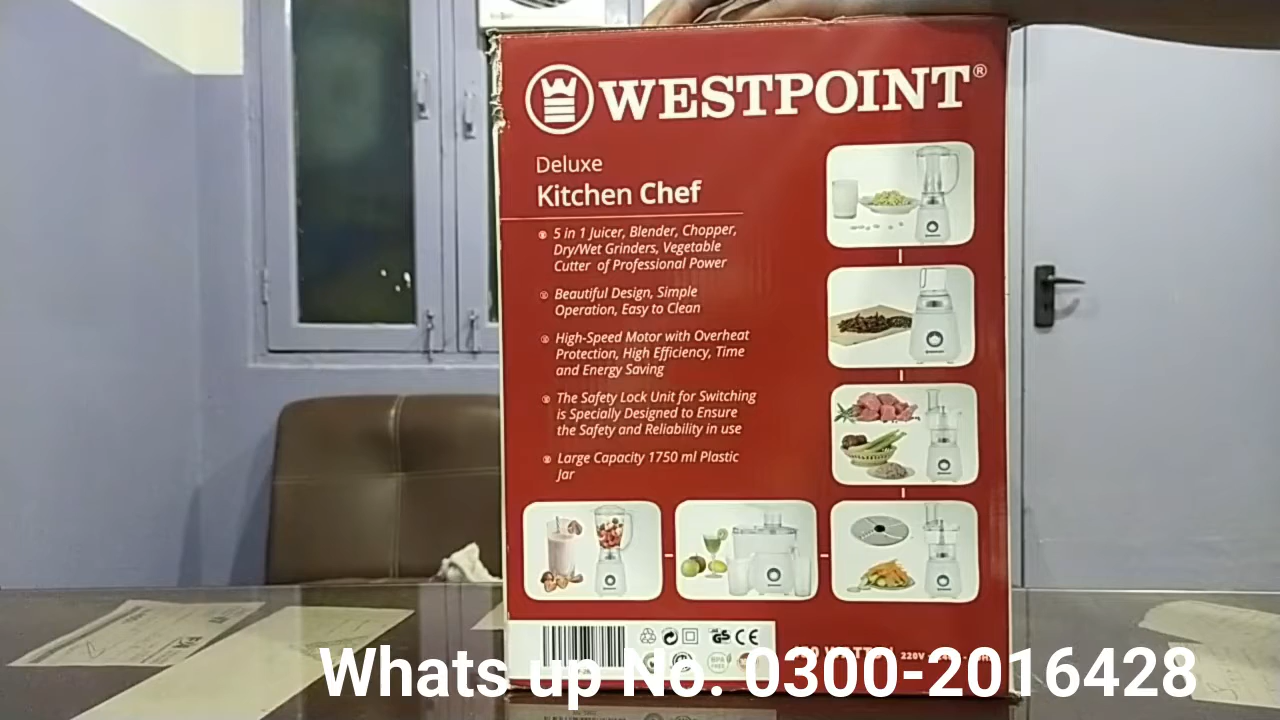 WESTPOINT®
Deluxe
Kitchen Chef
5 in 1 Juicer, Blender, Chopper,
Dry/Wet Grinders, Vegetable
Cutter of Professional Power
Beautiful Design, Simple
Operation, Easy to Clean
High-Speed Motor with Overheat
Protection, High Efficiency, Time
and Energy Saving
The Safety Lock Unit for Switching
is Specially Designed to Ensure
the Safety and Reliability in use
Large Capacity 1750 ml Plastic
Jar
GS CE
220V
Whats up No. 0300-2016428